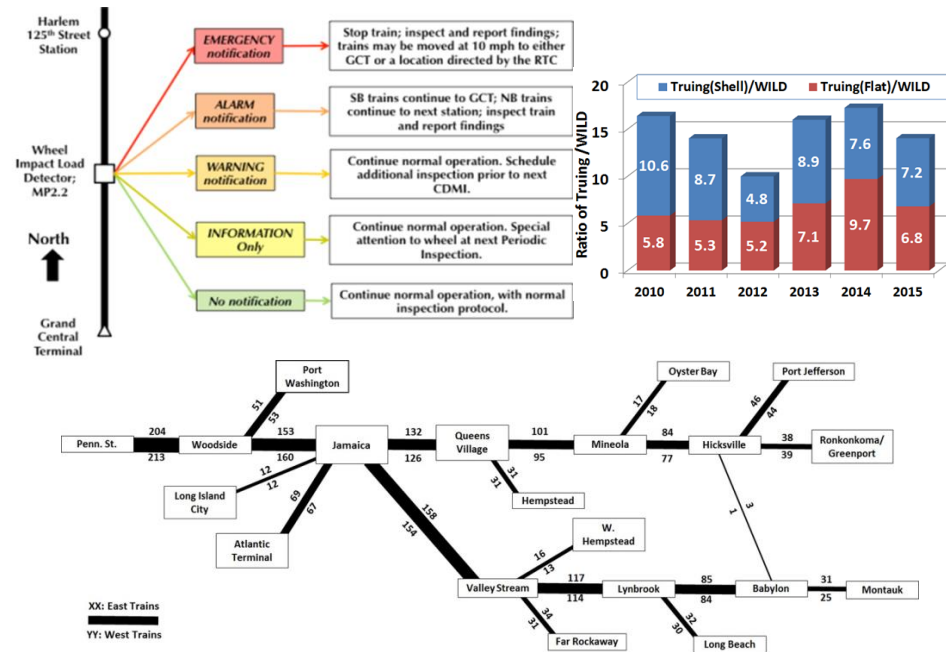 Harlem
125th Street
Station
Wheel
Impact Load
Detector;
MP2.2
North
Grand
Central
Terminal
EMERGENCY
notification
Stop train; inspect and report findings;
trains may be moved at 10 mph to either
GCT or a location directed by the RTC
ALARM
notification
SB trains continue to GCT; NB trains
continue to next station; inspect
train and report findings
WARNING
notification
Continue normal operation. Schedule
additional inspection prior to next
CDMI.
INFORMATION
Only
Continue normal operation. Special
attention to wheel at next Periodic
Inspection.
No notification
Continue normal operation, with normal
inspection protocol.
Truing(Shell)/WILD
Truing(Flat)/WILD
Ratio of Truing /WILD
20
15
10
5
0
10.6
8.7
4.8
8.9
7.6
7.2
5.8
5.3
5.2
7.1
9.7
6.8
2010
2011
2012
2013
2014
2015
Port
Washington
51
53
Oyster Bay
17
18
Port Jefferson
46
44
Penn. St.
204
213
Woodside
153
160
Jamaica
132
126
Queens
Village
101
95
Mineola
84
77
Hicksville
38
39
Ronkonkoma/
Greenport
12
12
Long Island
City
69
67
Atlantic
Terminal
31
31
Hempstead
158
154
3
1
W.
Hempstead
16
13
Valley Stream
117
114
Lynbrook
85
84
Babylon
31
25
Montauk
34
31
Far Rockaway
32
30
Long Beach
XX: East Trains
YY: West Trains